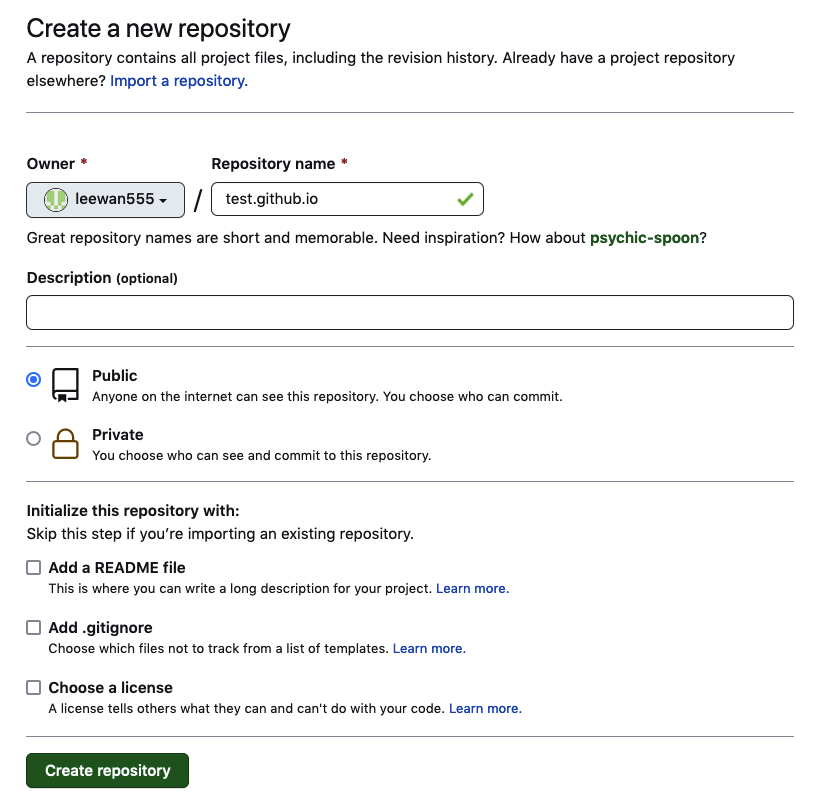 Create a new repository
A repository contains all project files, including the revision history. Already have a project repository
elsewhere? Import a repository.
Owner * Repository name *
leewan555 / test.github.io
Great repository names are short and memorable. Need inspiration? How about psychic-spoon?
Description (optional)
Public
Anyone on the internet can see this repository. You choose who can commit.
Private
You choose who can see and commit to this repository.
Initialize this repository with:
Skip this step if you’re importing an existing repository.
Add a README file
This is where you can write a long description for your project. Learn more.
Add .gitignore
Choose which files not to track from a list of templates. Learn more.
Choose a license
A license tells others what they can and can't do with your code. Learn more.
Create repository